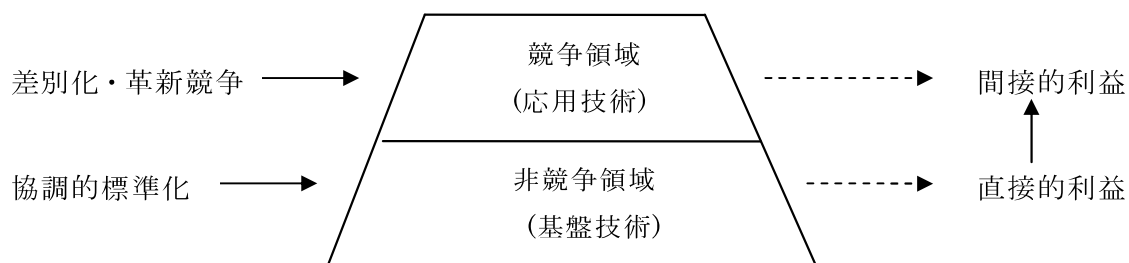 競争領域
差別化・革新競争
間接的利益
(応用技術)
非競争領域
協調的標準化
直接的利益
(基盤技術)